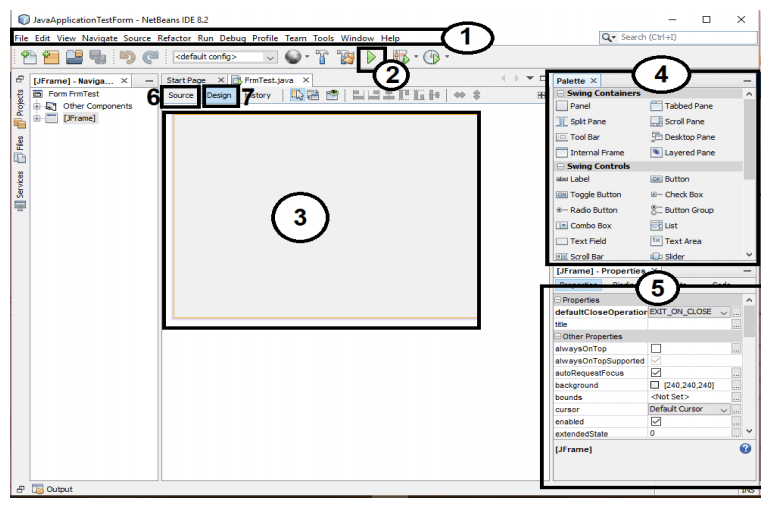 JavaApplicationTestForm - NetBeans IDE 8.2
File Edit View Navigate Source Refactor Run Debug Profile Team Tools Window Help
1
Search (Ctrl+I)
<default config>
2
[JFrame] - Naviga... ×
Form FrmTest
Other Components
[JFrame]
Projects
Files
Services
Start Page × FrmTest.java ×
6 Source Design 7 History
3
Palette ×
4
Swing Containers
Panel Tabbed Pane
Split Pane Scroll Pane
Tool Bar Desktop Pane
Internal Frame Layered Pane
Swing Controls
label Label OK Button
ON Toggle Button Check Box
Radio Button Button Group
Combo Box List
Text Field Text Area
Scroll Bar Slider
[JFrame] - Properties ×
Properties
5
Code
Properties
defaultCloseOperation EXIT_ON_CLOSE ...
title ...
Other Properties
alwaysOnTop ...
alwaysOnTopSupported
autoRequestFocus ...
background [240,240,240] ...
bounds <Not Set> ...
cursor Default Cursor ...
enabled ...
extendedState 0 ...
[JFrame]
Output
INS